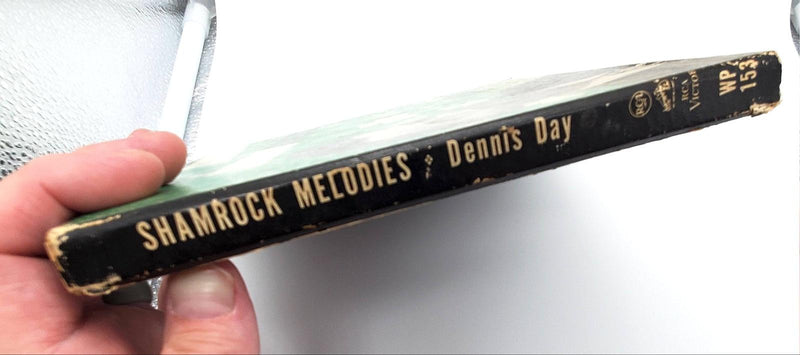 SHAMROCK MELODIES · Dennis Day
RCA
RCA
VICTOR
WP
153